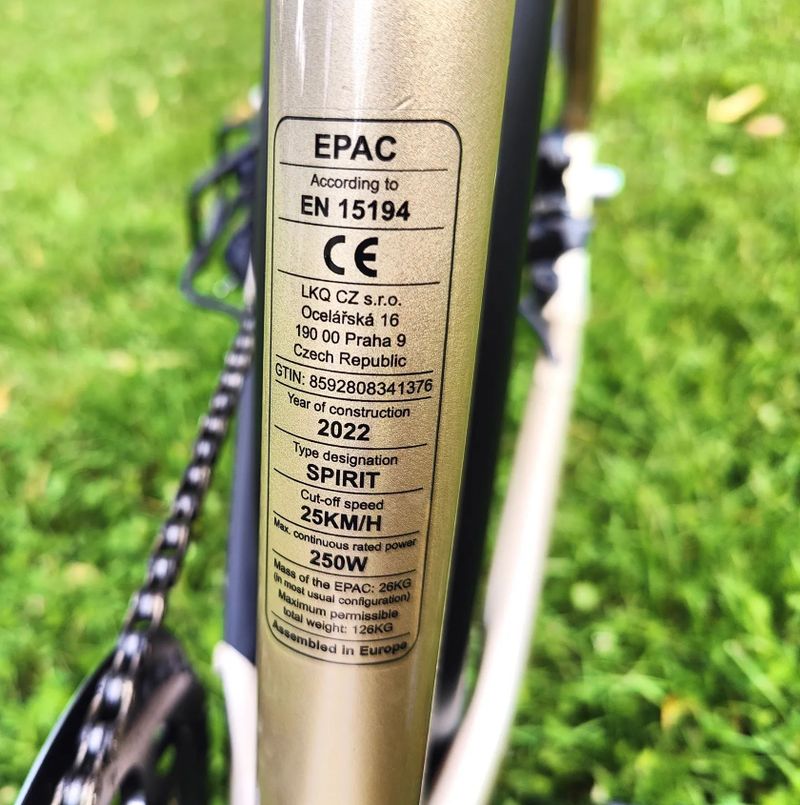 EPAC
According to
EN 15194
CE
LKQ CZ s.r.o.
Ocelářská 16
190 00 Praha 9
Czech Republic
GTIN: 8592808341376
Year of construction
2022
Type designation
SPIRIT
Cut-off speed
25KM/H
Max. continuous rated power
250W
Mass of the EPAC: 26KG
(in most usual configuration)
Maximum permissible
total weight: 126KG
Assembled in Europe